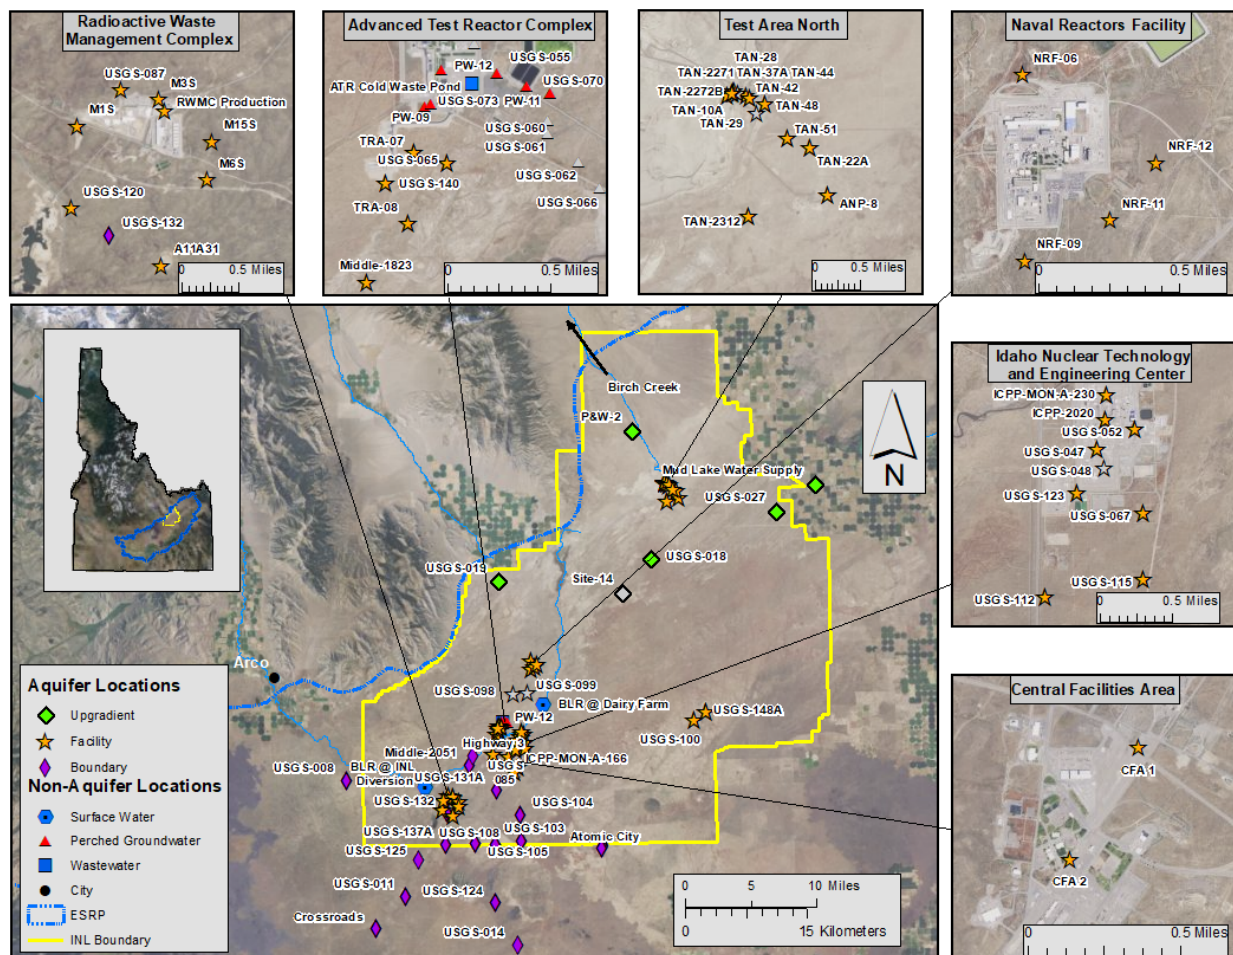 Radioactive Waste
Management Complex
USGS-087
M3S
RWMC Production
M1S
M15S
M6S
USGS-120
USGS-132
A11A31
0 0.5 Miles
Advanced Test Reactor Complex
PW-12
USGS-055
USGS-070
ATR Cold Waste Pond
USGS-073
PW-11
PW-09
USGS-060
TRA-07
USGS-061
USGS-065
USGS-062
USGS-140
USGS-066
TRA-08
Middle-1823
0 0.5 Miles
Test Area North
TAN-28
TAN-2271
TAN-37A
TAN-44
TAN-2272B
TAN-42
TAN-10A
TAN-48
TAN-29
TAN-51
TAN-22A
ANP-8
TAN-2312
0 0.5 Miles
Naval Reactors Facility
NRF-06
NRF-12
NRF-11
NRF-09
0 0.5 Miles
Idaho Nuclear Technology
and Engineering Center
ICPP-MON-A-230
ICPP-2020
USGS-052
USGS-047
USGS-048
USGS-123
USGS-067
USGS-115
USGS-112
0 0.5 Miles
Central Facilities Area
CFA 1
CFA 2
0 0.5 Miles
Birch Creek
P&W-2
N
Mud Lake Water Supply
USGS-027
USGS-018
USGS-019
Site-14
Arco
USGS-098
USGS-099
BLR @ Dairy Farm
PW-12
USGS-148A
USGS-100
Highway 3
Middle-2051
ICPP-MON-A-166
USGS-008
BLR @ INL
Diversion
USGS-131A
USGS-
085
USGS-132
USGS-104
USGS-137A
USGS-108
USGS-103
Atomic City
USGS-125
USGS-105
USGS-011
USGS-124
Crossroads
USGS-014
0 5 10 Miles
0 15 Kilometers
Aquifer Locations
Upgradient
Facility
Boundary
Non-Aquifer Locations
Surface Water
Perched Groundwater
Wastewater
City
ESRP
INL Boundary